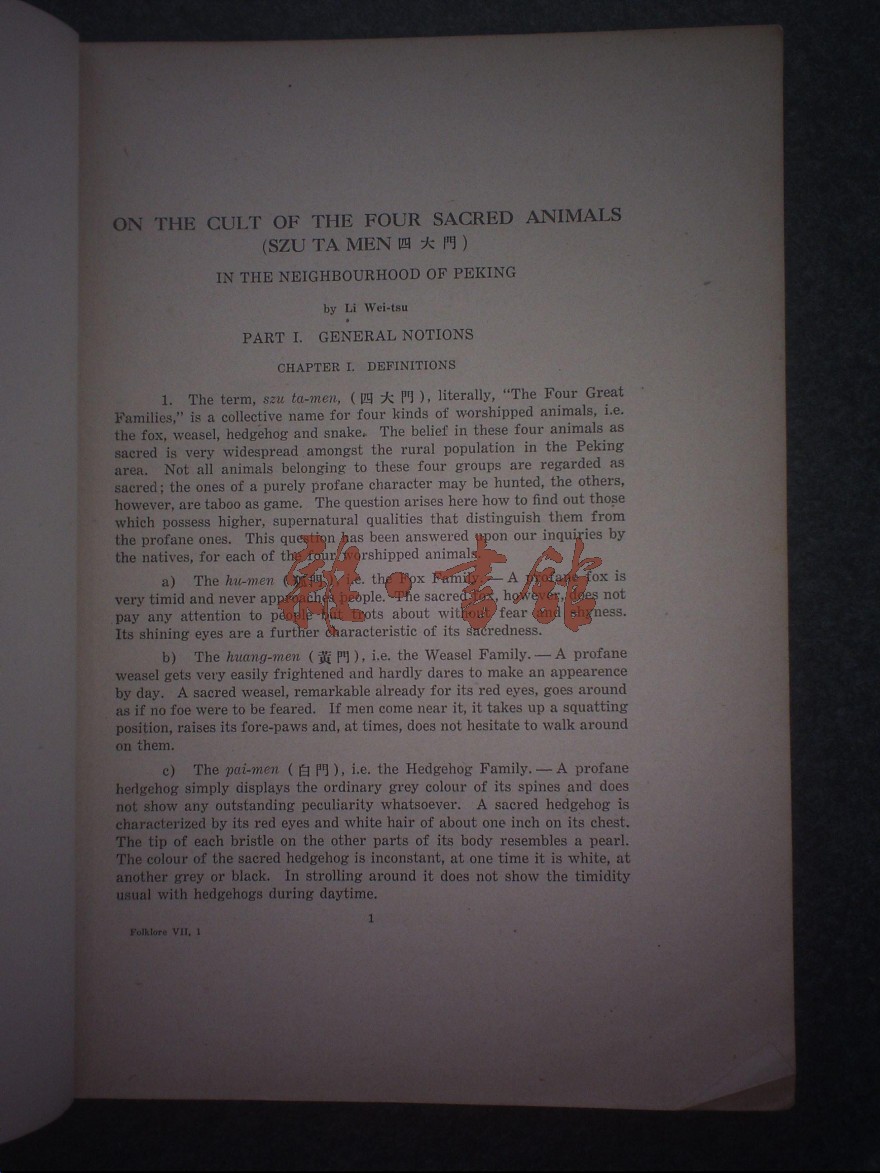 ON THE CULT OF THE FOUR SACRED ANIMALS
(SZU TA MEN 四大門)
IN THE NEIGHBOURHOOD OF PEKING
by Li Wei-tsu
PART I. GENERAL NOTIONS
CHAPTER I. DEFINITIONS
1. The term, szu ta-men, (四大門), literally, "The Four Great
Families," is a collective name for four kinds of worshipped animals, i.e.
the fox, weasel, hedgehog and snake. The belief in these four animals as
sacred is very widespread amongst the rural population in the Peking
area. Not all animals belonging to these four groups are regarded as
sacred; the ones of a purely profane character may be hunted, the others,
however, are taboo as game. The question arises here how to find out those
which possess higher, supernatural qualities that distinguish them from
the profane ones. This question has been answered upon our inquiries by
the natives, for each of the four worshipped animals.
a) The hu-men (狐門), i.e. the Fox Family. — A profane fox is
very timid and never approaches people. The sacred fox, however, does not
pay any attention to people but trots about without fear and shyness.
Its shining eyes are a further characteristic of its sacredness.
b) The huang-men (黃門), i.e. the Weasel Family. — A profane
weasel gets very easily frightened and hardly dares to make an appearence
by day. A sacred weasel, remarkable already for its red eyes, goes around
as if no foe were to be feared. If men come near it, it takes up a squatting
position, raises its fore-paws and, at times, does not hesitate to walk around
on them.
c) The pai-men (白門), i.e. the Hedgehog Family. — A profane
hedgehog simply displays the ordinary grey colour of its spines and does
not show any outstanding peculiarity whatsoever. A sacred hedgehog is
characterized by its red eyes and white hair of about one inch on its chest.
The tip of each bristle on the other parts of its body resembles a pearl.
The colour of the sacred hedgehog is inconstant, at one time it is white, at
another grey or black. In strolling around it does not show the timidity
usual with hedgehogs during daytime.
1
Folklore VII, 1
雜·書館